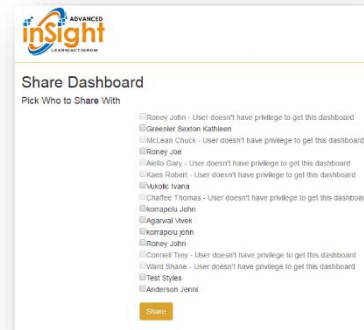 ADVANCED
inSight
LEARN|ACT|GROW
Share Dashboard
Pick Who to Share With
Roney John - User doesn't have privilege to get this dashboard
Greenler Sexton Kathleen
McLean Chuck - User doesn't have privilege to get this dashboard
Roney Joe
Aiello Gary - User doesn't have privilege to get this dashboard
Kaes Robert - User doesn't have privilege to get this dashboard
Vukotic Ivana
Chaffee Thomas - User doesn't have privilege to get this dashboa
korrapolu John
Agarwal Vivek
korrapolu john
Roney John
Connell Trey - User doesn't have privilege to get this dashboard
Ward Shane - User doesn't have privilege to get this dashboard
Test Styles
Anderson Jenni
Share